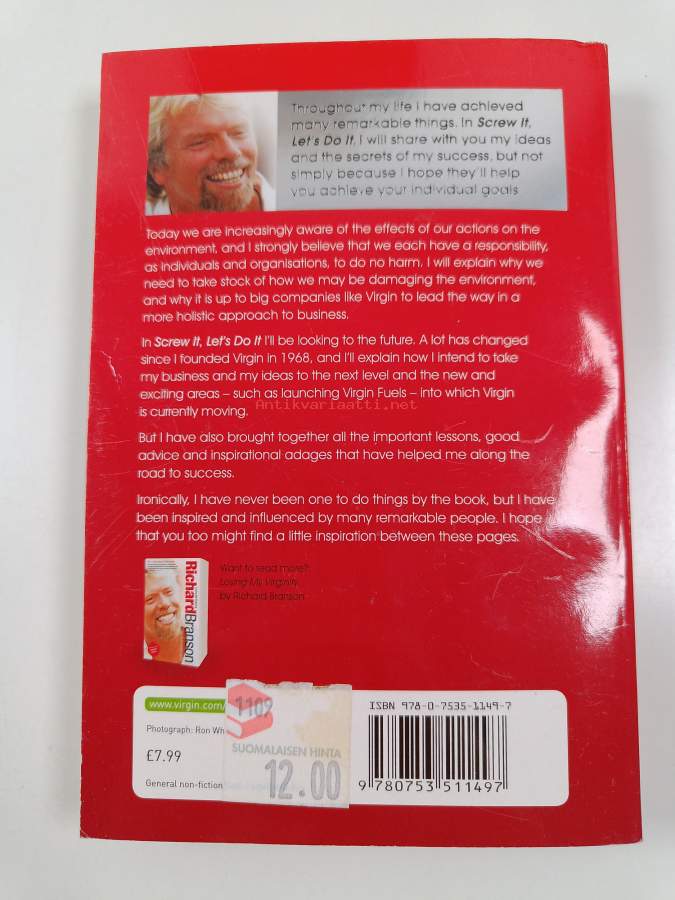 Throughout my life I have achieved
many remarkable things. In Screw It,
Let's Do It, I will share with you my ideas
and the secrets of my success, but not
simply because I hope they'll help
you achieve your individual goals
Today we are increasingly aware of the effects of our actions on the
environment, and I strongly believe that we each have a responsibility,
as individuals and organisations, to do no harm. I will explain why we
need to take stock of how we may be damaging the environment,
and why it is up to big companies like Virgin to lead the way in a
more holistic approach to business.
In Screw It, Let's Do It I'll be looking to the future. A lot has changed
since I founded Virgin in 1968, and I'll explain how I intend to take
my business and my ideas to the next level and the new and
exciting areas – such as launching Virgin Fuels – into which Virgin
is currently moving.
Antikvariaatti.net
But I have also brought together all the important lessons, good
advice and inspirational adages that have helped me along the
road to success.
Ironically, I have never been one to do things by the book, but I have
been inspired and influenced by many remarkable people. I hope
that you too might find a little inspiration between these pages.
Want to read more?
Losing My Virginity
by Richard Branson
Richard Branson
www.virgin.com/
Photograph: Ron
£7.99
General non-fiction
1109
SUOMALAISEN HINTA
12.00
ISBN 978-0-7535-1149-7
9 780753 511497